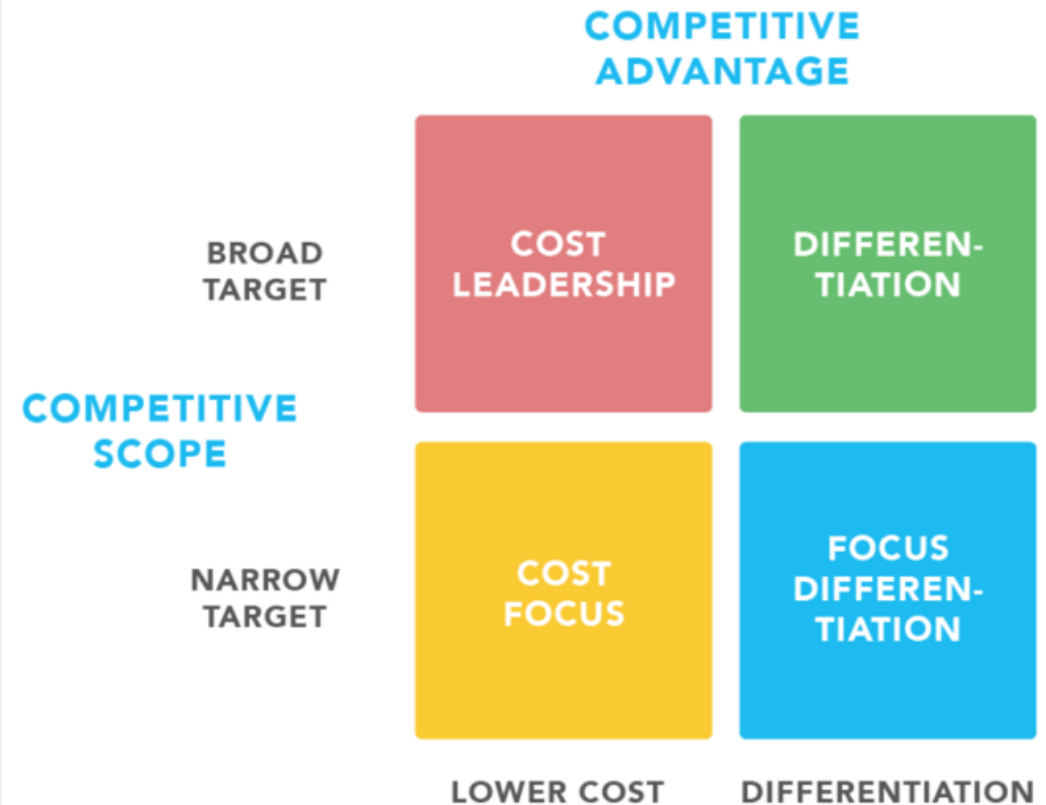 COMPETITIVE
ADVANTAGE
BROAD
TARGET
COST
LEADERSHIP
DIFFEREN-
TIATION
COMPETITIVE
SCOPE
NARROW
TARGET
COST
FOCUS
FOCUS
DIFFEREN-
TIATION
LOWER COST
DIFFERENTIATION